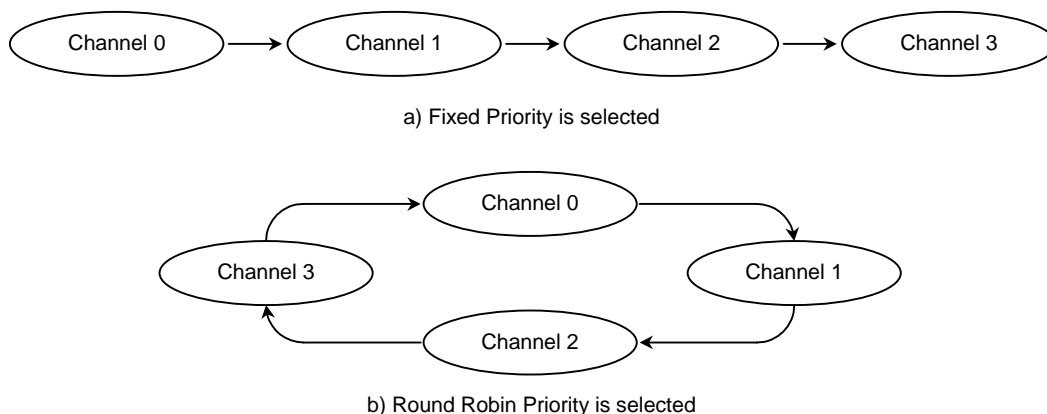 Channel 0
Channel 1
Channel 2
Channel 3
a) Fixed Priority is selected
Channel 0
Channel 3
Channel 1
Channel 2
b) Round Robin Priority is selected